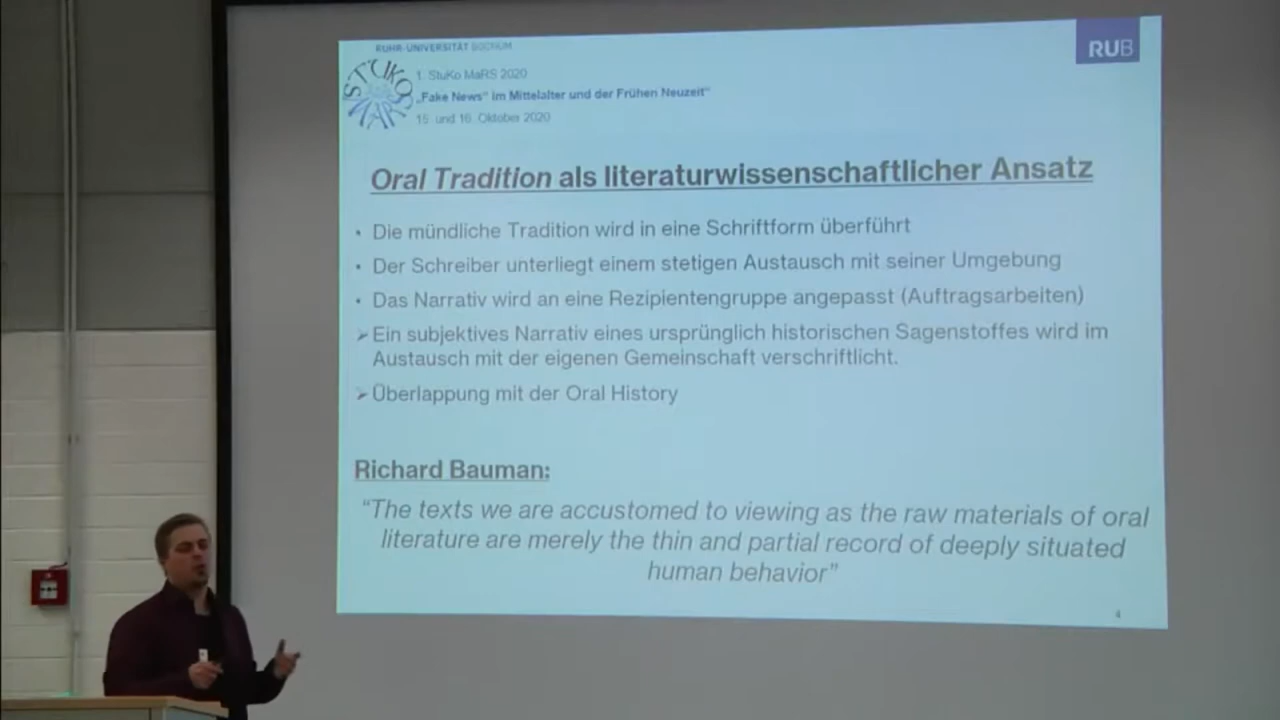 RUHR-UNIVERSITÄT BOCHUM
RUB
STUKO
MARS
1. StuKo MaRS 2020
„Fake News“ im Mittelalter und der Frühen Neuzeit“
15. und 16. Oktober 2020
Oral Tradition als literaturwissenschaftlicher Ansatz
• Die mündliche Tradition wird in eine Schriftform überführt
• Der Schreiber unterliegt einem stetigen Austausch mit seiner Umgebung
• Das Narrativ wird an eine Rezipientengruppe angepasst (Auftragsarbeiten)
➢ Ein subjektives Narrativ eines ursprünglich historischen Sagenstoffes wird im
Austausch mit der eigenen Gemeinschaft verschriftlicht.
➢ Überlappung mit der Oral History
Richard Bauman:
“The texts we are accustomed to viewing as the raw materials of oral
literature are merely the thin and partial record of deeply situated
human behavior”
4